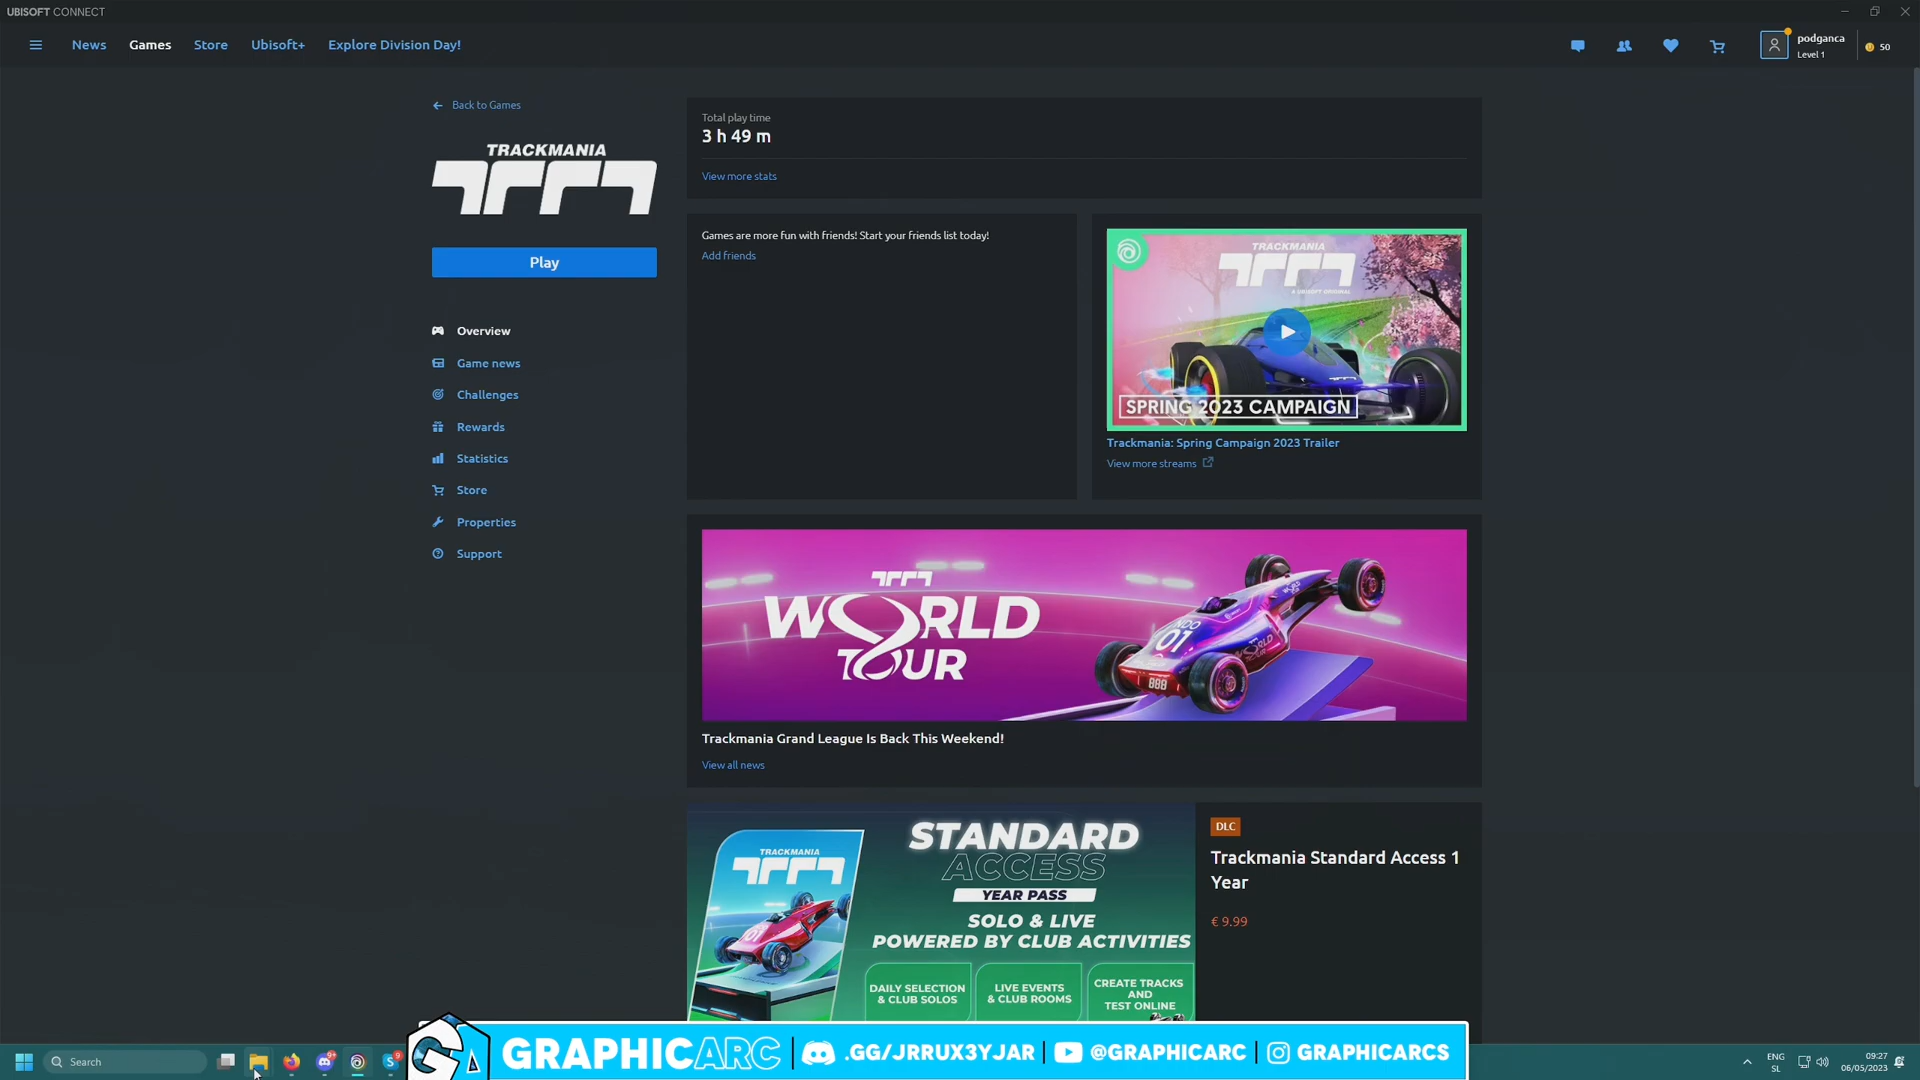 UBISOFT CONNECT
News
Games
Store
Ubisoft+
Explore Division Day!
podganca
Level 1
50
Back to Games
TRACKMANIA
Play
Overview
Game news
Challenges
Rewards
Statistics
Store
Properties
Support
Total play time
3 h 49 m
View more stats
Games are more fun with friends! Start your friends list today!
Add friends
TRACKMANIA
A UBISOFT ORIGINAL
SPRING 2023 CAMPAIGN
Trackmania: Spring Campaign 2023 Trailer
View more streams
WORLD
TOUR
01
888
Trackmania Grand League Is Back This Weekend!
View all news
TRACKMANIA
STANDARD
ACCESS
YEAR PASS
SOLO & LIVE
POWERED BY CLUB ACTIVITIES
DAILY SELECTION
& CLUB SOLOS
LIVE EVENTS
& CLUB ROOMS
CREATE TRACKS
AND
TEST ONLINE
DLC
Trackmania Standard Access 1
Year
€ 9.99
Search
GRAPHICARC
.GG/JRRUX3YJAR
@GRAPHICARC
GRAPHICARCS
ENG
SL
09:27
06/05/2023